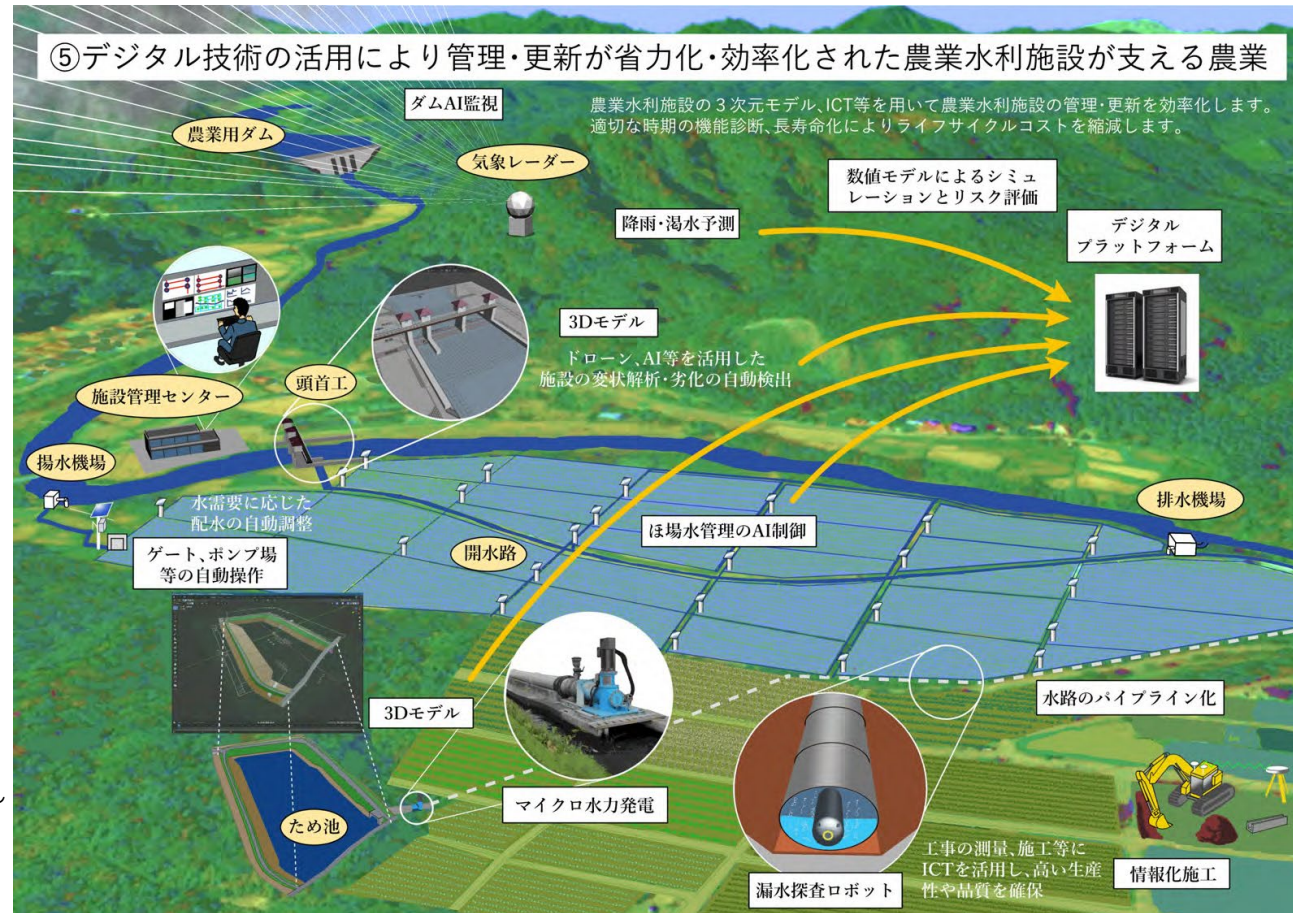 ⑤デジタル技術の活用により管理・更新が省力化・効率化された農業水利施設が支える農業
ダムAI監視
農業水利施設の３次元モデル、ICT等を用いて農業水利施設の管理・更新を効率化します。
適切な時期の機能診断、長寿命化によりライフサイクルコストを縮減します。
農業用ダム
気象レーダー
数値モデルによるシミュ
レーションとリスク評価
降雨・渇水予測
デジタル
プラットフォーム
3Dモデル
ドローン、AI等を活用した
施設の変状解析・劣化の自動検出
頭首工
施設管理センター
揚水機場
水需要に応じた
配水の自動調整
排水機場
ほ場水管理のAI制御
ゲート、ポンプ場
等の自動操作
開水路
3Dモデル
水路のパイプライン化
マイクロ水力発電
ため池
工事の測量、施工等に
ICTを活用し、高い生産
性や品質を確保
情報化施工
漏水探査ロボット